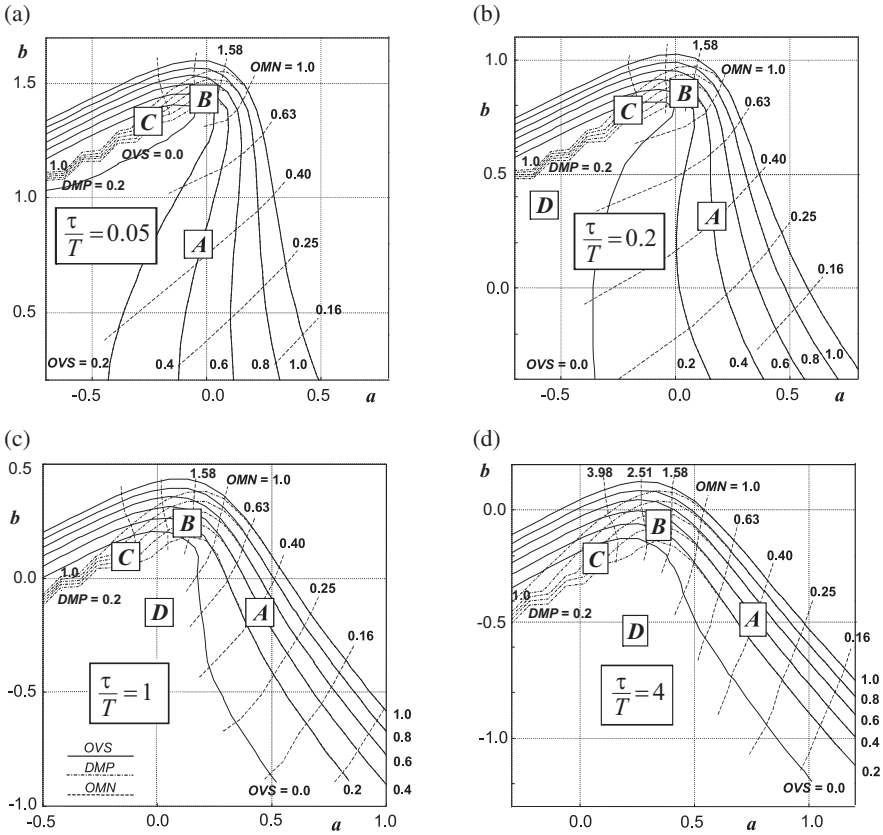 (a)
b
1.5
1.0
0.5
1.58
OMN = 1.0
0.63
0.40
0.25
0.16
B
C
A
1.0
OVS = 0.0
DMP = 0.2
τ/T = 0.05
OVS = 0.2
0.4
0.6
0.8
1.0
-0.5
0.0
a
0.5
(b)
b
1.0
0.5
0.0
1.58
OMN = 1.0
0.63
0.40
0.25
0.16
B
C
D
A
1.0
DMP = 0.2
τ/T = 0.2
OVS = 0.0
0.2
0.4
0.6
0.8
1.0
-0.5
0.0
a
0.5
(c)
0.5
b
0.0
-0.5
-1.0
1.58
OMN = 1.0
0.63
0.40
0.25
0.16
B
C
D
A
1.0
DMP = 0.2
τ/T = 1
OVS
DMP
OMN
1.0
0.8
0.6
0.4
0.2
OVS = 0.0
-0.5
0.0
0.5
a
1.0
(d)
b
0.0
-0.5
-1.0
3.98
2.51
1.58
OMN = 1.0
0.63
0.40
0.25
0.16
B
C
D
A
1.0
DMP = 0.2
τ/T = 4
1.0
0.8
0.6
0.4
0.2
OVS = 0.0
0.0
0.5
a
1.0